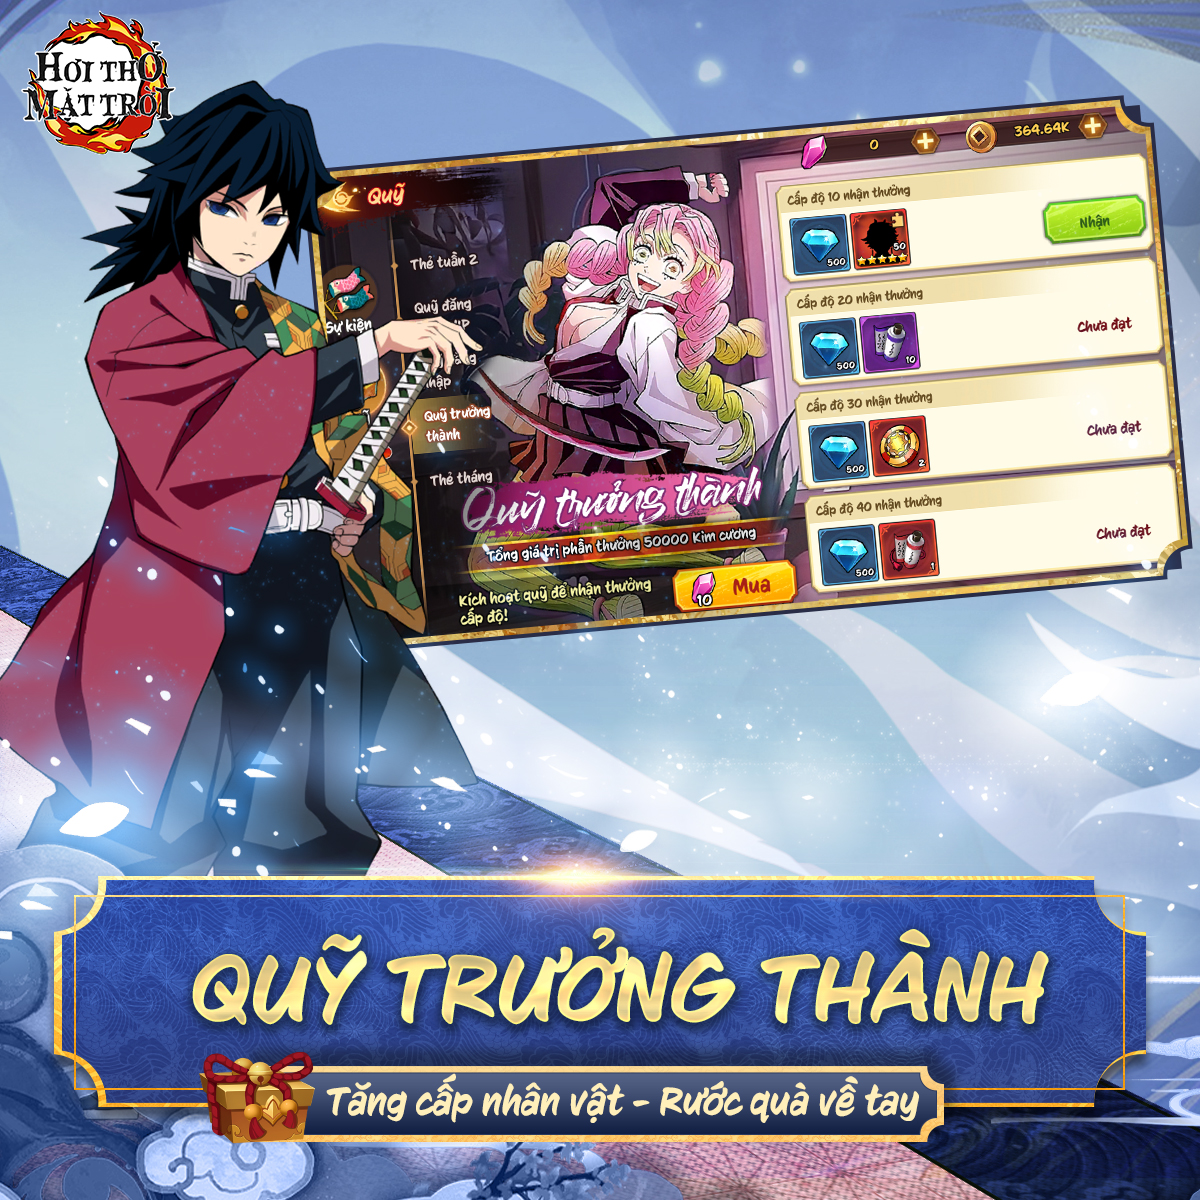 HƠI THỞ
MẶT TRỜI
Quỹ
0
364.64K
Sự kiện
Thẻ tuần 2
Quỹ đăng
nhập
Quỹ trưởng
thành
Thẻ tháng
Quỹ trưởng thành
Tổng giá trị phần thưởng 50000 Kim cương
Kích hoạt quỹ để nhận thưởng
cấp độ!
10
Mua
Cấp độ 10 nhận thưởng
500
50
Nhận
Cấp độ 20 nhận thưởng
500
10
Chưa đạt
Cấp độ 30 nhận thưởng
500
2
Chưa đạt
Cấp độ 40 nhận thưởng
500
1
Chưa đạt
QUỸ TRƯỞNG THÀNH
Tăng cấp nhân vật - Rước quà về tay